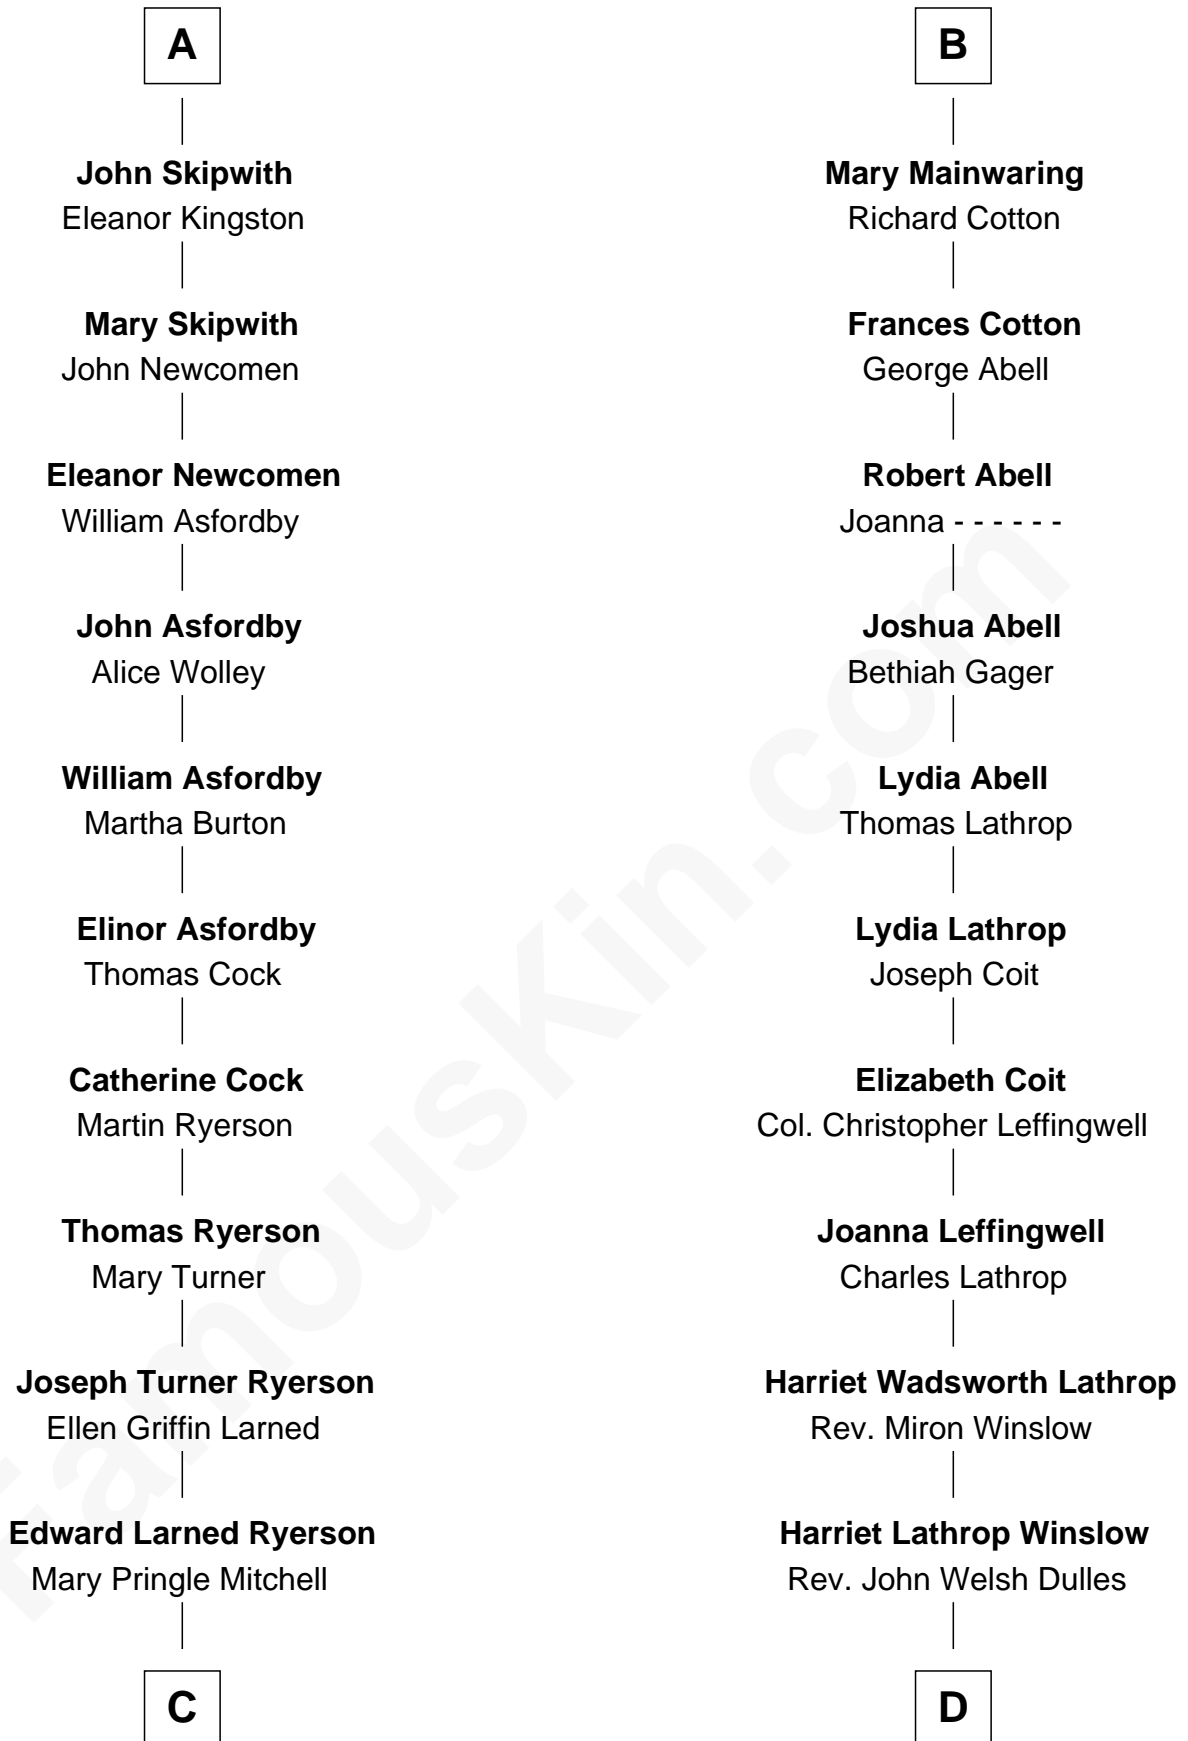 A
John Skipwith
Eleanor Kingston
Mary Skipwith
John Newcomen
Eleanor Newcomen
William Asfordby
John Asfordby
Alice Wolley
William Asfordby
Martha Burton
Elinor Asfordby
Thomas Cock
Catherine Cock
Martin Ryerson
Thomas Ryerson
Mary Turner
Joseph Turner Ryerson
Ellen Griffin Larned
Edward Larned Ryerson
Mary Pringle Mitchell
C
B
Mary Mainwaring
Richard Cotton
Frances Cotton
George Abell
Robert Abell
Joanna - - - - - -
Joshua Abell
Bethiah Gager
Lydia Abell
Thomas Lathrop
Lydia Lathrop
Joseph Coit
Elizabeth Coit
Col. Christopher Leffingwell
Joanna Leffingwell
Charles Lathrop
Harriet Wadsworth Lathrop
Rev. Miron Winslow
Harriet Lathrop Winslow
Rev. John Welsh Dulles
D
FamousKin.com